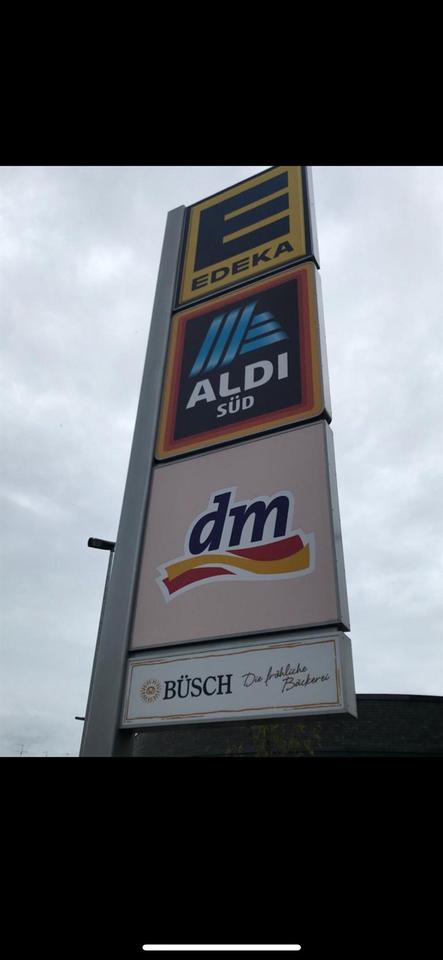 EDEKA
ALDI
SÜD
dm
BÜSCH Die fröhliche
Bäckerei